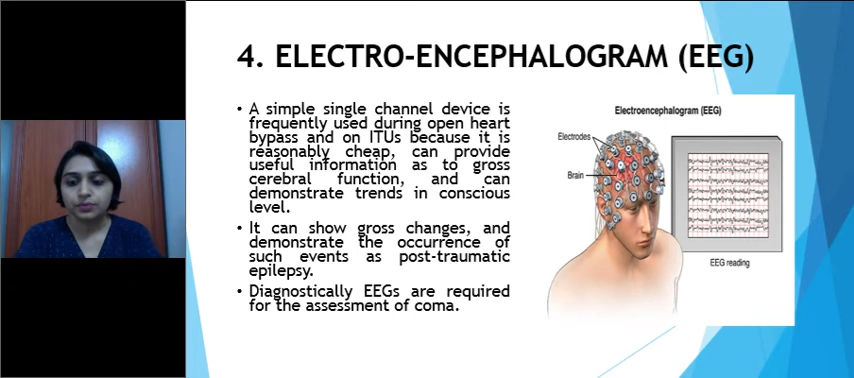 4. ELECTRO-ENCEPHALOGRAM (EEG)
• A simple single channel device is
frequently used during open heart
bypass and on ITUs because it is
reasonably cheap, can provide
useful information as to gross
cerebral function, and can
demonstrate trends in conscious
level.
• It can show gross changes, and
demonstrate the occurrence of
such events as post-traumatic
epilepsy.
• Diagnostically EEGs are required
for the assessment of coma.
Electroencephalogram (EEG)
Electrodes
Brain
EEG reading